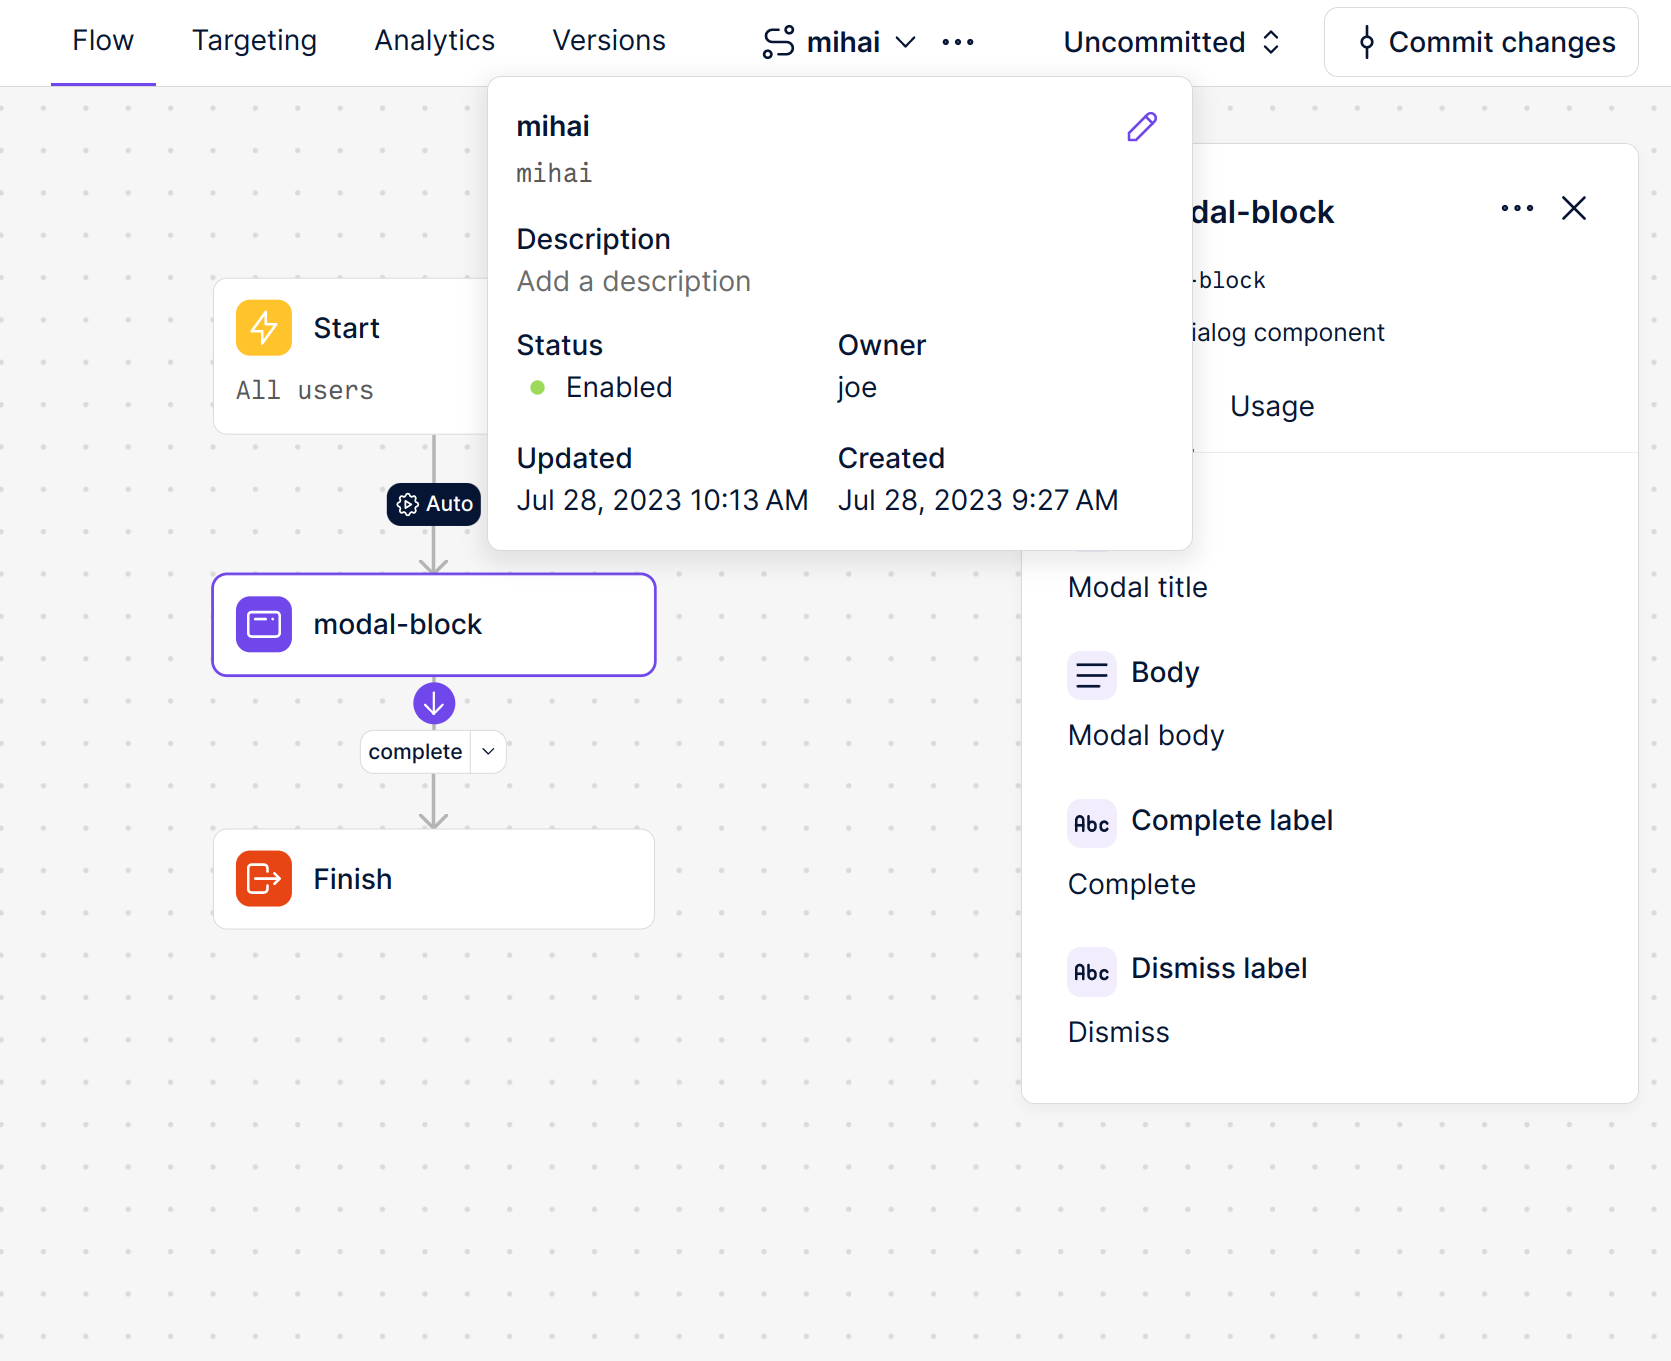 Flow Targeting Analytics Versions mihai Uncommitted Commit changes
mihai
mihai
Description
Add a description
Status Owner
Enabled joe
Updated Created
Jul 28, 2023 10:13 AM Jul 28, 2023 9:27 AM
Start
All users
Auto
modal-block
complete
Finish
dal-block
-block
ialog component
Usage
Modal title
Body
Modal body
Abc Complete label
Complete
Abc Dismiss label
Dismiss